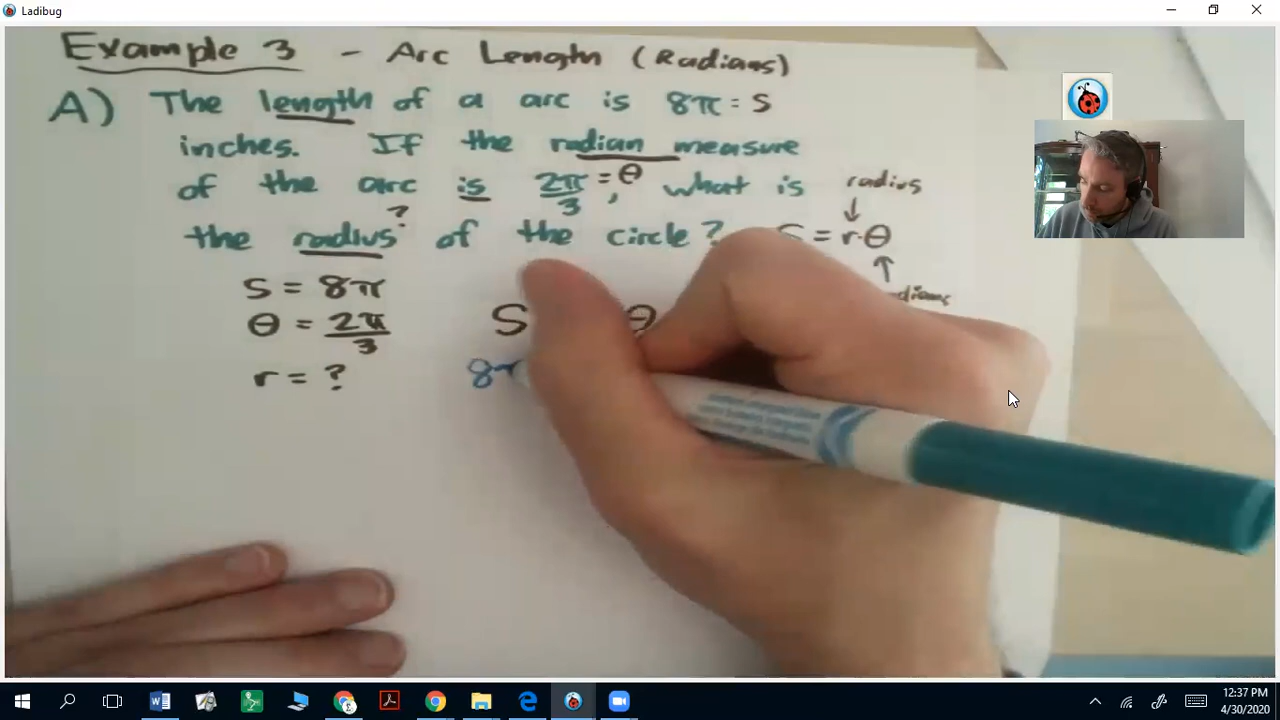 Ladibug
Example 3 - Arc Length (Radians)
A) The length of a arc is 8π = S
inches. If the radian measure
of the arc is 2π/3 = θ, what is
the radius? of the circle?
radius
S = r·θ
S = 8π
θ = 2π/3
r = ?
S θ
8π
12:37 PM
4/30/2020